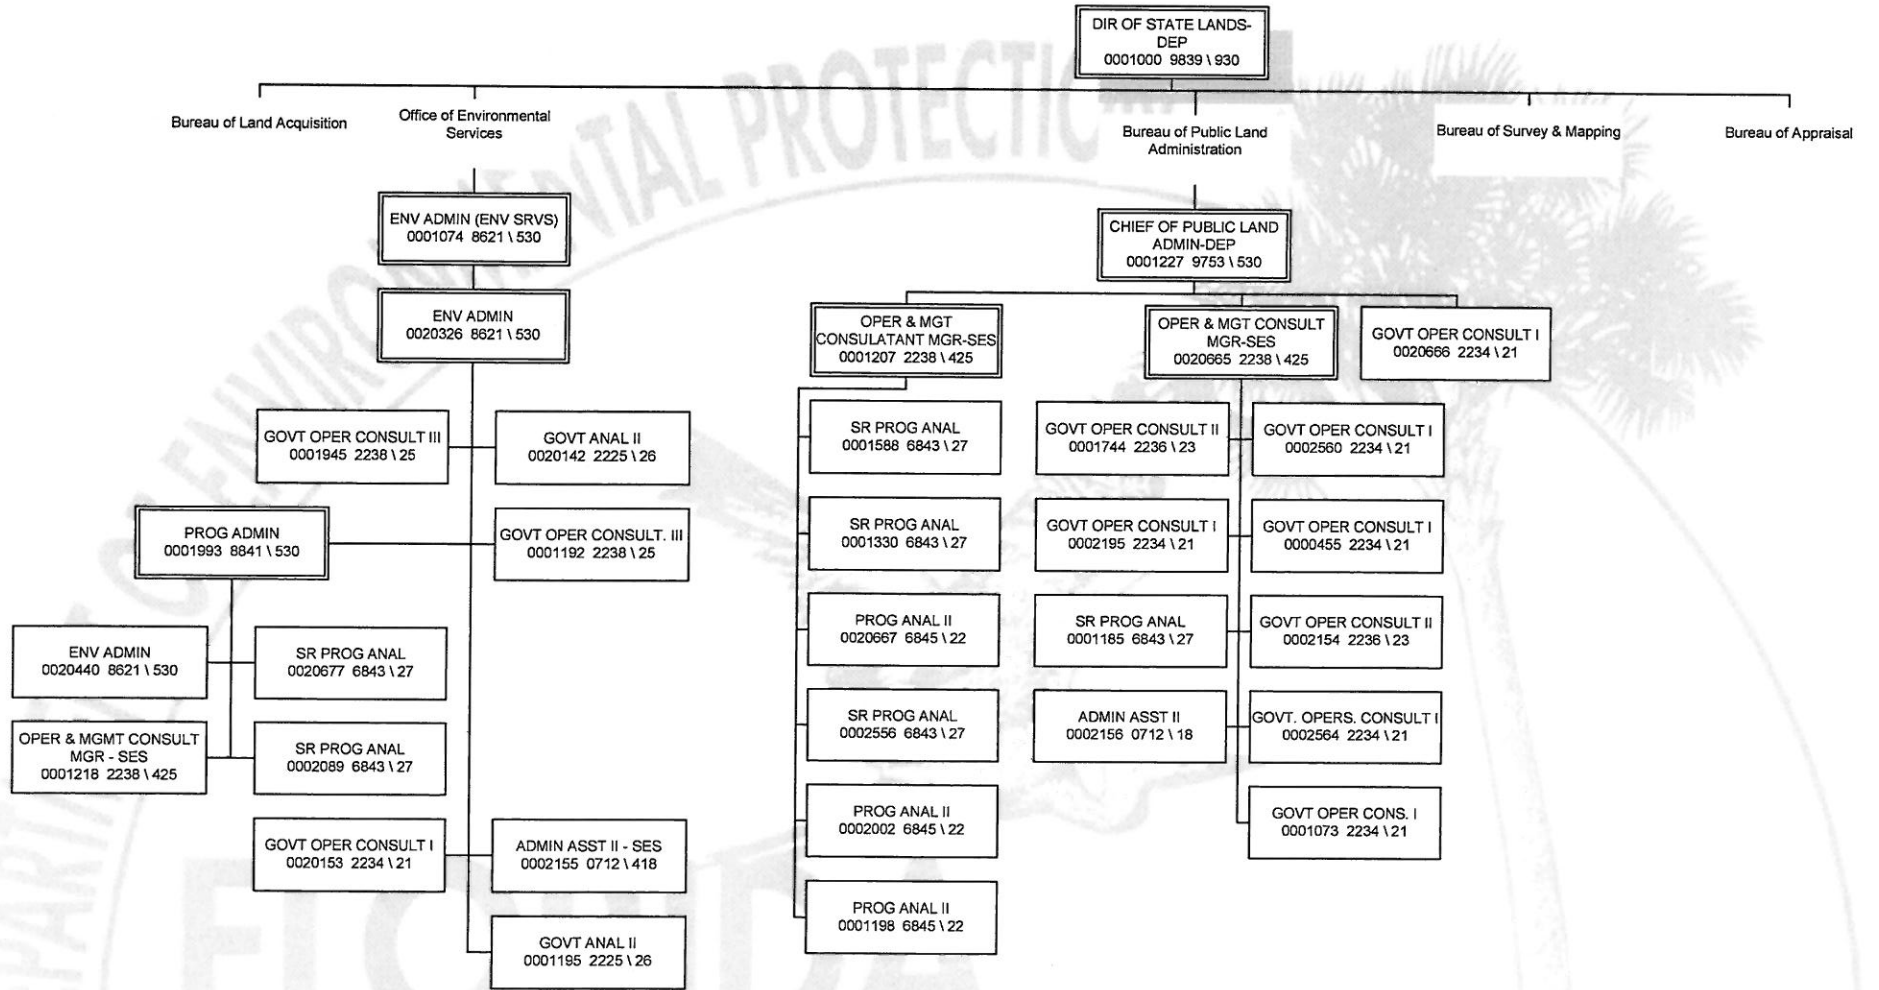 DIR OF STATE LANDS-
DEP
0001000 9839 \ 930
Bureau of Land Acquisition
Office of Environmental
Services
Bureau of Public Land
Administration
Bureau of Survey & Mapping
Bureau of Appraisal
ENV ADMIN (ENV SRVS)
0001074 8621 \ 530
ENV ADMIN
0020326 8621 \ 530
GOVT OPER CONSULT III
0001945 2238 \ 25
GOVT ANAL II
0020142 2225 \ 26
PROG ADMIN
0001993 8841 \ 530
GOVT OPER CONSULT. III
0001192 2238 \ 25
ENV ADMIN
0020440 8621 \ 530
SR PROG ANAL
0020677 6843 \ 27
OPER & MGMT CONSULT
MGR - SES
0001218 2238 \ 425
SR PROG ANAL
0002089 6843 \ 27
GOVT OPER CONSULT I
0020153 2234 \ 21
ADMIN ASST II - SES
0002155 0712 \ 418
GOVT ANAL II
0001195 2225 \ 26
CHIEF OF PUBLIC LAND
ADMIN-DEP
0001227 9753 \ 530
OPER & MGT
CONSULATANT MGR-SES
0001207 2238 \ 425
OPER & MGT CONSULT
MGR-SES
0020665 2238 \ 425
GOVT OPER CONSULT I
0020666 2234 \ 21
SR PROG ANAL
0001588 6843 \ 27
SR PROG ANAL
0001330 6843 \ 27
PROG ANAL II
0020667 6845 \ 22
SR PROG ANAL
0002556 6843 \ 27
PROG ANAL II
0002002 6845 \ 22
PROG ANAL II
0001198 6845 \ 22
GOVT OPER CONSULT II
0001744 2236 \ 23
GOVT OPER CONSULT I
0002560 2234 \ 21
GOVT OPER CONSULT I
0002195 2234 \ 21
GOVT OPER CONSULT I
0000455 2234 \ 21
SR PROG ANAL
0001185 6843 \ 27
GOVT OPER CONSULT II
0002154 2236 \ 23
ADMIN ASST II
0002156 0712 \ 18
GOVT. OPERS. CONSULT I
0002564 2234 \ 21
GOVT OPER CONS. I
0001073 2234 \ 21
OF ENVIRONMENTAL PROTECTIO